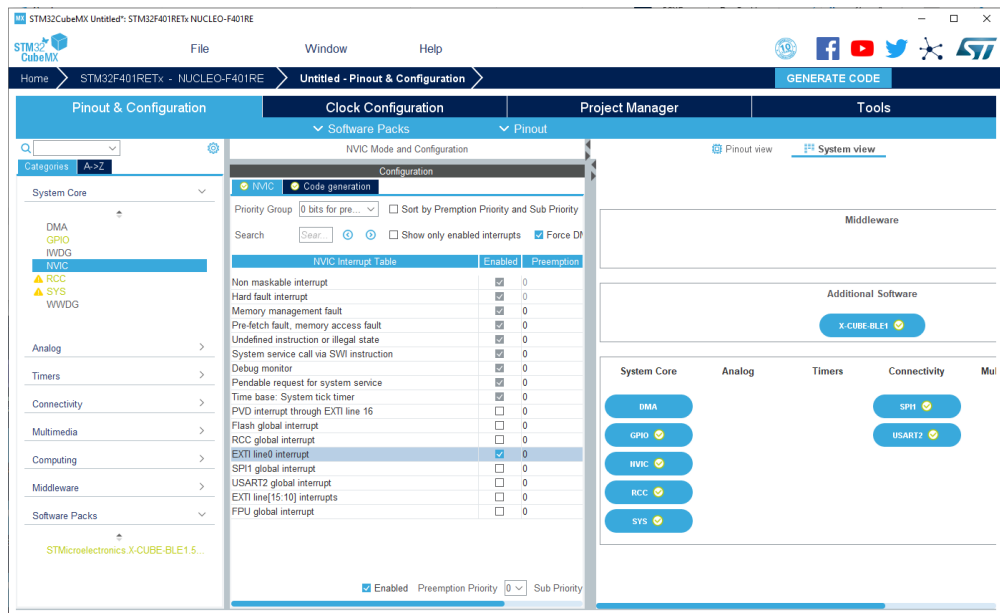 MX STM32CubeMX Untitled*: STM32F401RETx NUCLEO-F401RE
STM32 CubeMX
File Window Help
10
Home STM32F401RETx - NUCLEO-F401RE Untitled - Pinout & Configuration GENERATE CODE
Pinout & Configuration Clock Configuration Project Manager Tools
Software Packs Pinout
NVIC Mode and Configuration Pinout view System view
Categories A->Z
Configuration
NVIC Code generation
System Core
Priority Group 0 bits for pre... Sort by Premption Priority and Sub Priority
Search Sear... Show only enabled interrupts Force
DMA
GPIO
IWDG
NVIC
RCC
SYS
WWDG
Analog
Timers
Connectivity
Multimedia
Computing
Middleware
Software Packs
STMicroelectronics.X-CUBE-BLE1.5...
NVIC Interrupt Table Enabled Preemption
Non maskable interrupt 0
Hard fault interrupt 0
Memory management fault 0
Pre-fetch fault, memory access fault 0
Undefined instruction or illegal state 0
System service call via SWI instruction 0
Debug monitor 0
Pendable request for system service 0
Time base: System tick timer 0
PVD interrupt through EXTI line 16 0
Flash global interrupt 0
RCC global interrupt 0
EXTI line0 interrupt 0
SPI1 global interrupt 0
USART2 global interrupt 0
EXTI line[15:10] interrupts 0
FPU global interrupt 0
Enabled Preemption Priority 0 Sub Priority
Middleware
Additional Software
X-CUBE-BLE1
System Core Analog Timers Connectivity Mul
DMA SPI1
GPIO USART2
NVIC
RCC
SYS